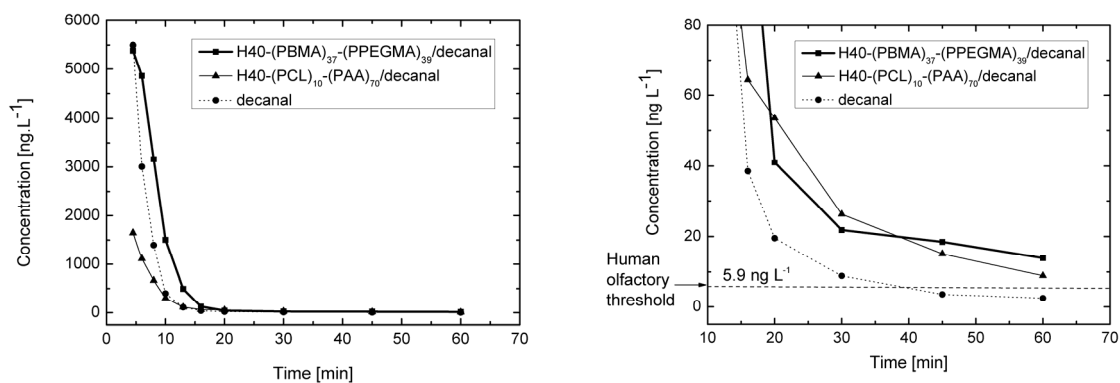 6000
5000
4000
3000
2000
1000
0
Concentration [ng.L⁻¹]
H40-(PBMA)₃₇-(PPEGMA)₃₉/decanal
H40-(PCL)₁₀-(PAA)₇₀/decanal
decanal
0 10 20 30 40 50 60 70
Time [min]
80
60
40
20
0
Concentration [ng L⁻¹]
H40-(PBMA)₃₇-(PPEGMA)₃₉/decanal
H40-(PCL)₁₀-(PAA)₇₀/decanal
decanal
Human
olfactory
threshold
5.9 ng L⁻¹
10 20 30 40 50 60 70
Time [min]